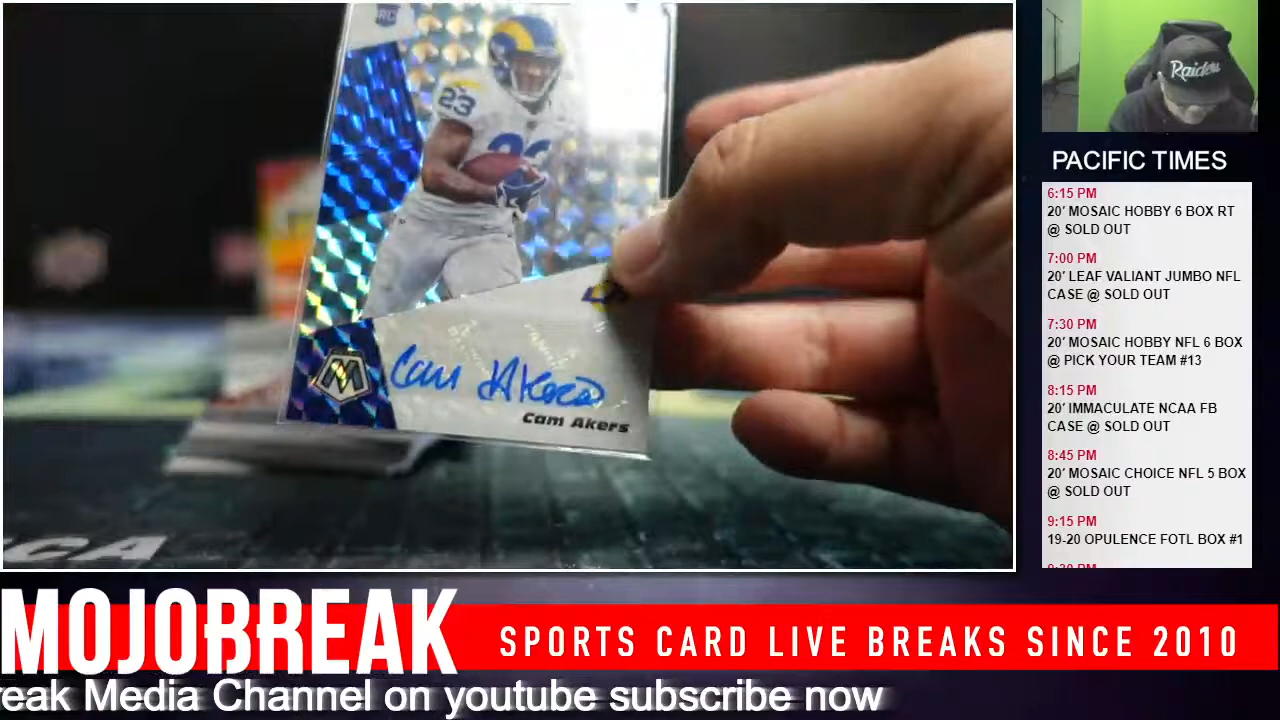 RC
23
23
Cam Akers
Cam Akers
Raiders
PACIFIC TIMES
6:15 PM
20' MOSAIC HOBBY 6 BOX RT
@ SOLD OUT
7:00 PM
20' LEAF VALIANT JUMBO NFL
CASE @ SOLD OUT
7:30 PM
20' MOSAIC HOBBY NFL 6 BOX
@ PICK YOUR TEAM #13
8:15 PM
20' IMMACULATE NCAA FB
CASE @ SOLD OUT
8:45 PM
20' MOSAIC CHOICE NFL 5 BOX
@ SOLD OUT
9:15 PM
19-20 OPULENCE FOTL BOX #1
MOJOBREAK
SPORTS CARD LIVE BREAKS SINCE 2010
reak Media Channel on youtube subscribe now